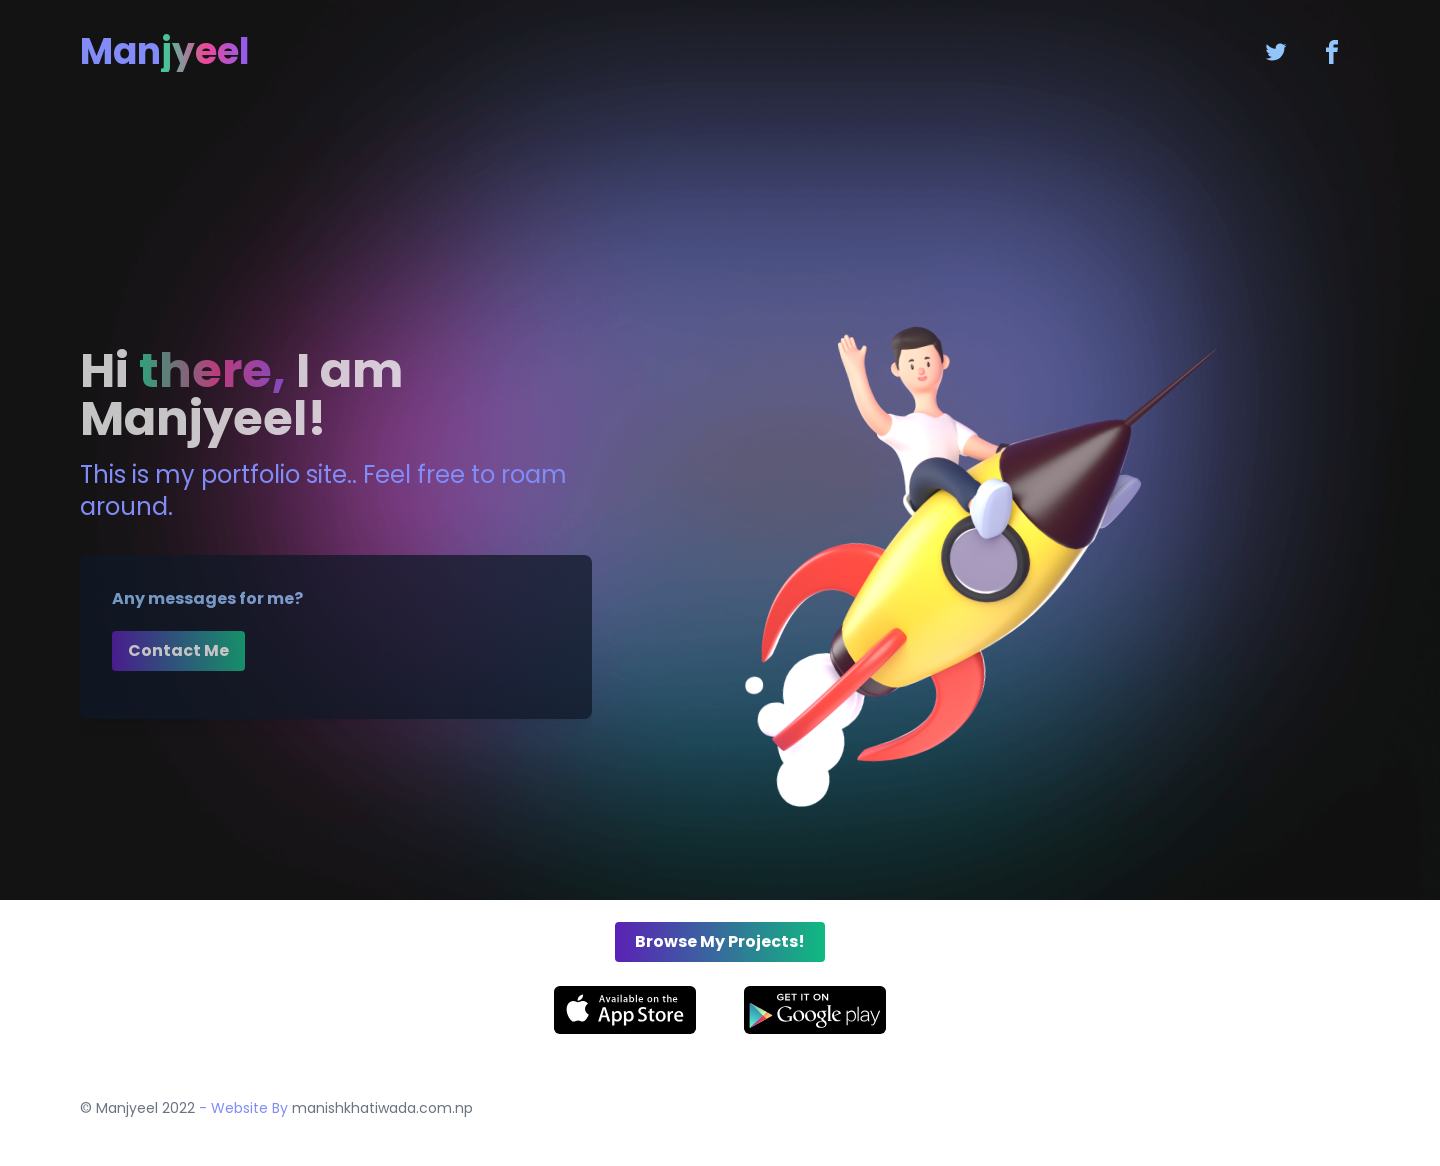 Manjyeel
Hi there, I am
Manjyeel!
This is my portfolio site.. Feel free to roam
around.
Any messages for me?
Contact Me
Browse My Projects!
Available on the
App Store
GET IT ON
Google play
© Manjyeel 2022 - Website By manishkhatiwada.com.np